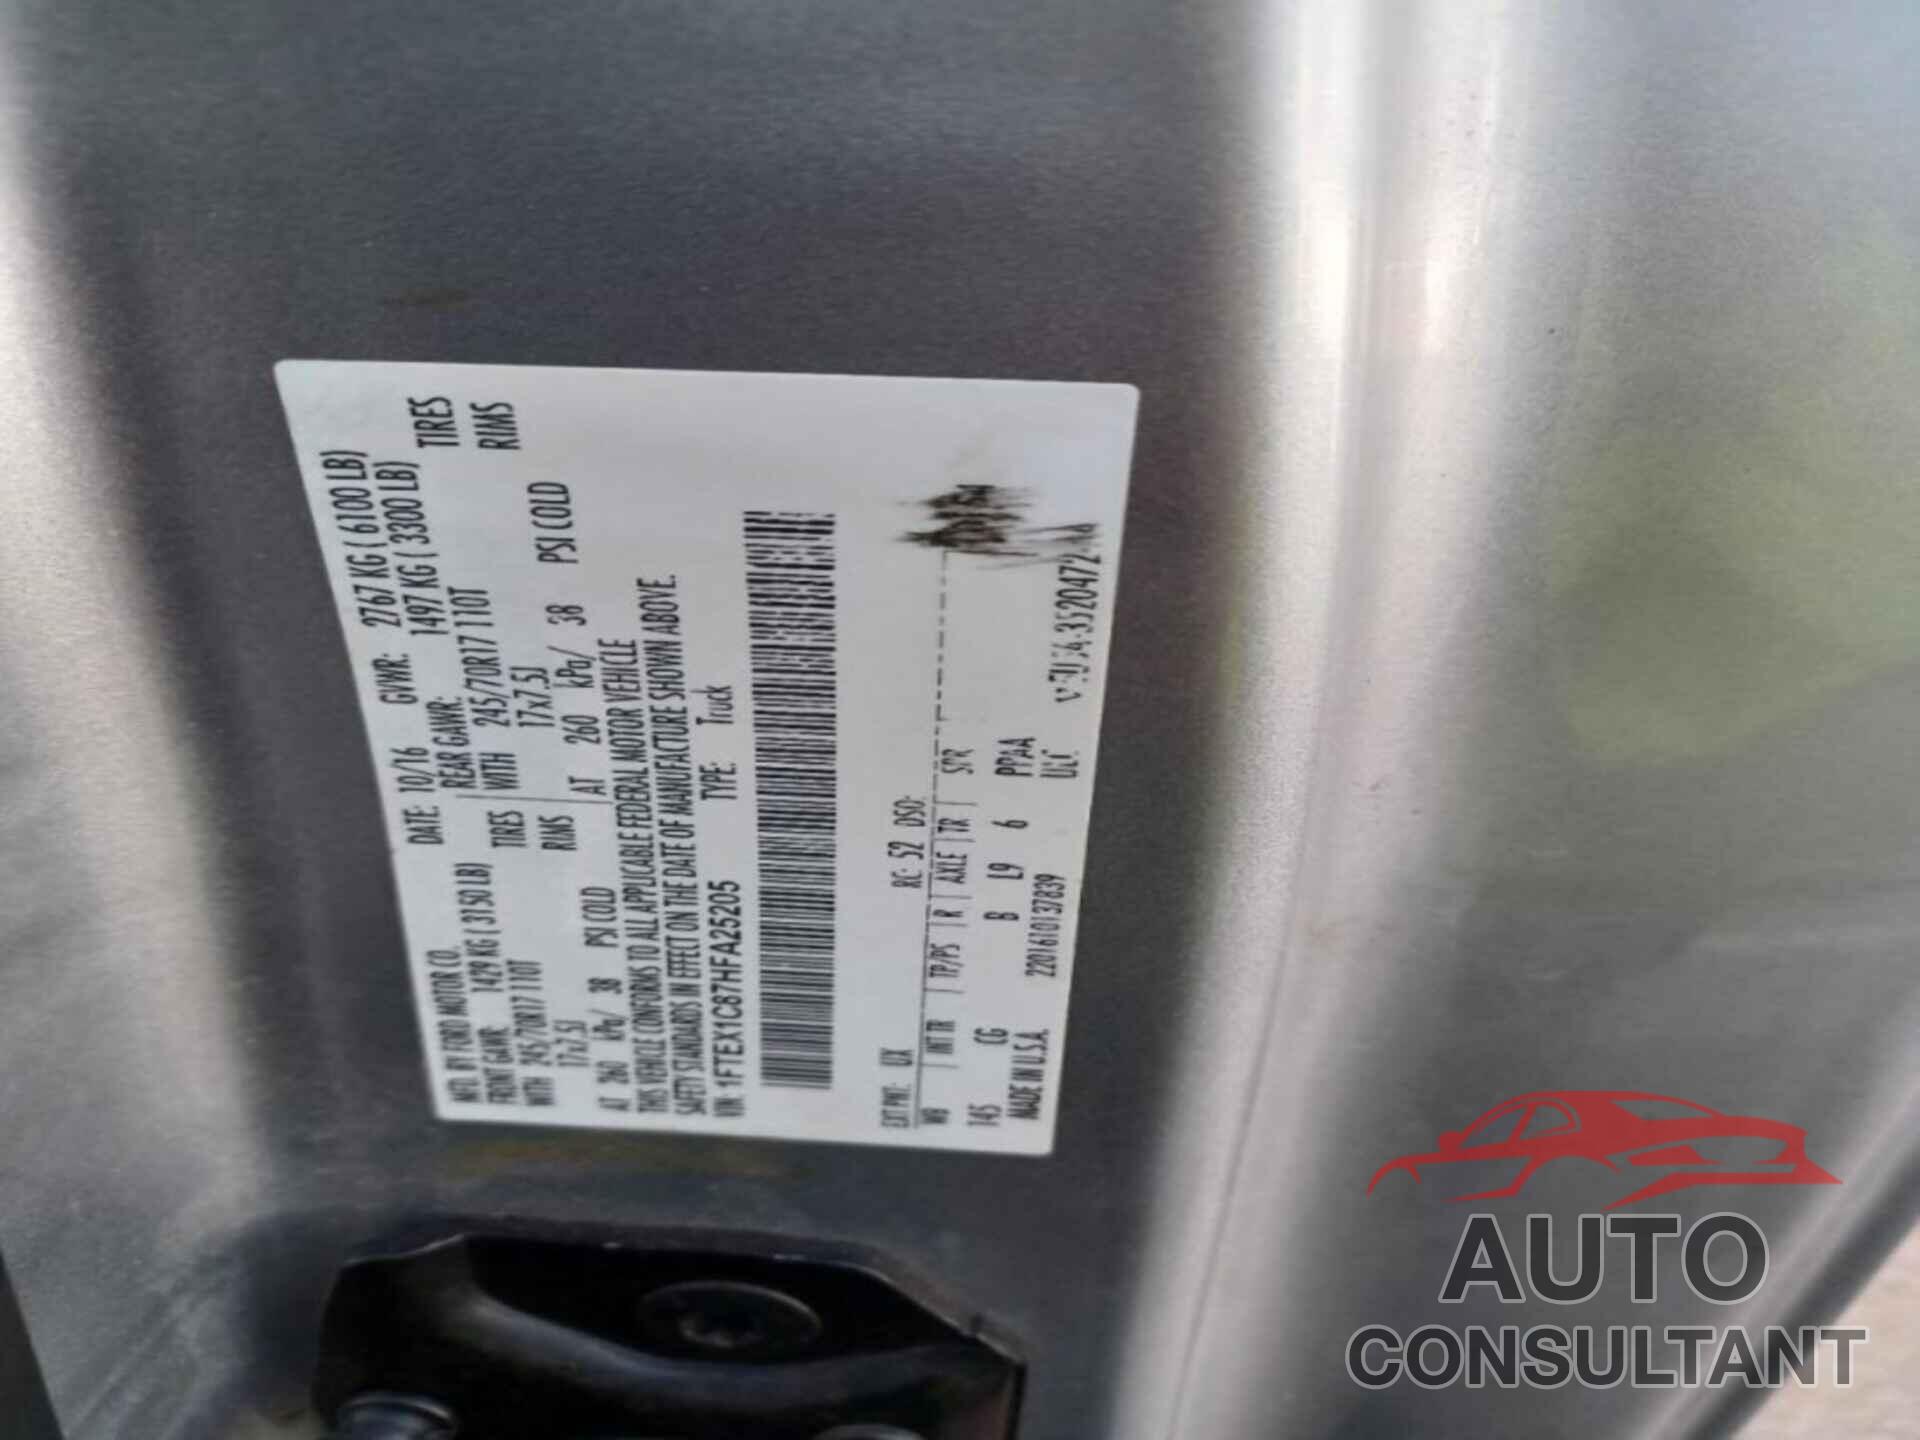 MFD. BY FORD MOTOR CO.
DATE: 10/16 GVWR: 2767 KG ( 6100 LB)
FRONT GAWR: 1429 KG ( 3150 LB) REAR GAWR: 1497 KG ( 3300 LB)
WITH 245/70R17 110T TIRES WITH 245/70R17 110T TIRES
17x7.5J RIMS 17x7.5J RIMS
AT 260 kPa/ 38 PSI COLD AT 260 kPa/ 38 PSI COLD
THIS VEHICLE CONFORMS TO ALL APPLICABLE FEDERAL MOTOR VEHICLE
SAFETY STANDARDS IN EFFECT ON THE DATE OF MANUFACTURE SHOWN ABOVE.
VIN: 1FTEX1C87HFA25205 TYPE: Truck
EXT PNT: UX RC: 52 DSO:
WB | INT TR | TP/PS | R | AXLE | TR | SPR
145 CG B L9 6 PPAA
MADE IN U.S.A. UCC
2201610137839
AUTO
CONSULTANT